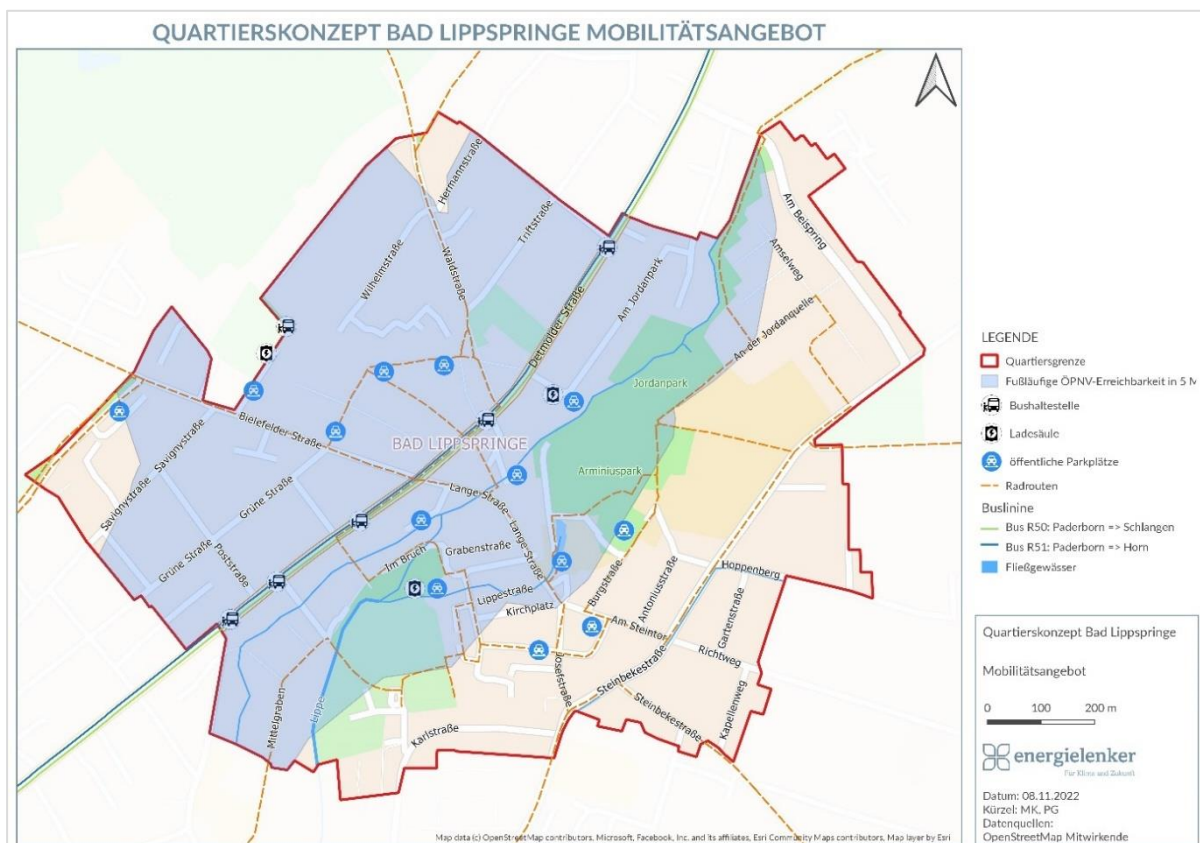 QUARTIERSKONZEPT BAD LIPPSPRINGE MOBILITÄTSANGEBOT
Hermannstraße
Triftstraße
Waldstraße
Wilhelmstraße
Detmolder Straße
Am Jordanpark
Am Beispring
Amselweg
An der Jordanquelle
Jordanpark
Arminiuspark
BAD LIPPSPRINGE
Bielefelder Straße
Savignystraße
Savignystraße
Grüne Straße
Grüne Straße
Poststraße
Lange-Straße
Lange-Straße
Im Bruch
Grabenstraße
Lippestraße
Kirchplatz
Burgstraße
Antoniusstraße
Hoppenberg
Gartenstraße
Am Steintor
Richtweg
Josefstraße
Steinbekestraße
Steinbekestraße
Kapellenweg
Karlstraße
Mittelgraben
Lippe
Map data (c) OpenStreetMap contributors, Microsoft, Facebook, Inc. and its affiliates, Esri Community Maps contributors, Map layer by Esri
LEGENDE
Quartiersgrenze
Fußläufige ÖPNV-Erreichbarkeit in 5 M
Bushaltestelle
Ladesäule
öffentliche Parkplätze
Radrouten
Buslinine
Bus R50: Paderborn => Schlangen
Bus R51: Paderborn => Horn
Fließgewässer
Quartierskonzept Bad Lippspringe
Mobilitätsangebot
0 100 200 m
energielenker
Für Klima und Zukunft
Datum: 08.11.2022
Kürzel: MK, PG
Datenquellen:
OpenStreetMap Mitwirkende